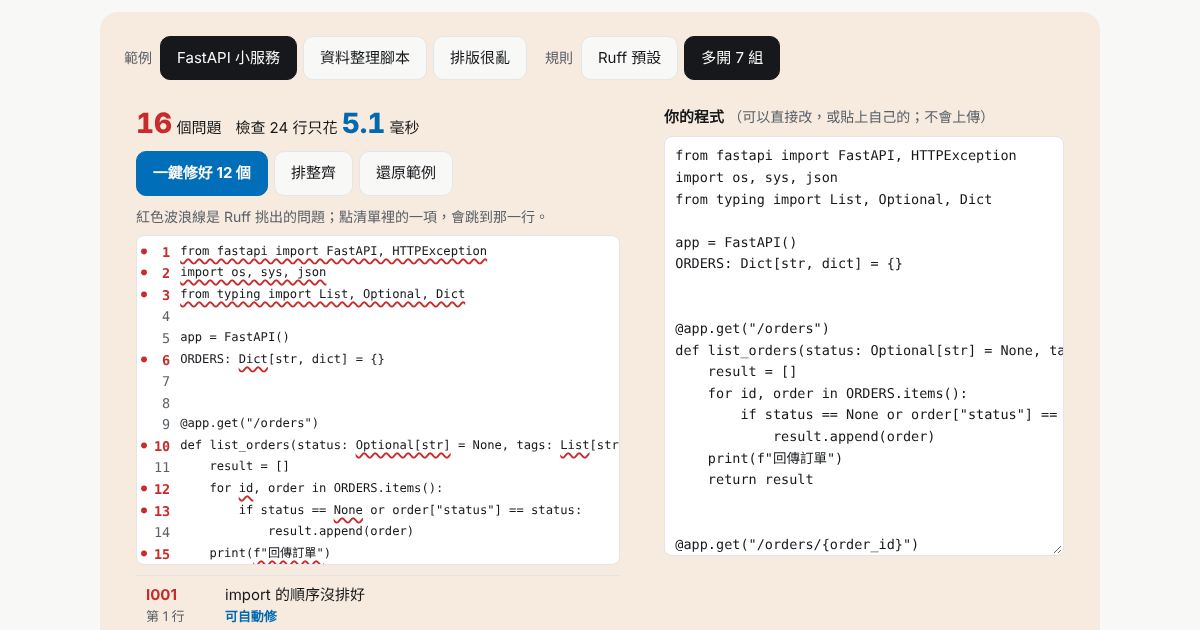 範例 FastAPI 小服務 資料整理腳本 排版很亂 規則 Ruff 預設 多開 7 組
16 個問題 檢查 24 行只花 5.1 毫秒
一鍵修好 12 個 排整齊 還原範例
紅色波浪線是 Ruff 挑出的問題；點清單裡的一項，會跳到那一行。
1 from fastapi import FastAPI, HTTPException
2 import os, sys, json
3 from typing import List, Optional, Dict
4
5 app = FastAPI()
6 ORDERS: Dict[str, dict] = {}
7
8
9 @app.get("/orders")
10 def list_orders(status: Optional[str] = None, tags: List[str
11     result = []
12     for id, order in ORDERS.items():
13         if status == None or order["status"] == status:
14             result.append(order)
15     print(f"回傳訂單")
I001 import 的順序沒排好
第 1 行 可自動修
你的程式 （可以直接改，或貼上自己的；不會上傳）
from fastapi import FastAPI, HTTPException
import os, sys, json
from typing import List, Optional, Dict
app = FastAPI()
ORDERS: Dict[str, dict] = {}
@app.get("/orders")
def list_orders(status: Optional[str] = None, ta
    result = []
    for id, order in ORDERS.items():
        if status == None or order["status"] ==
            result.append(order)
    print(f"回傳訂單")
    return result
@app.get("/orders/{order_id}")